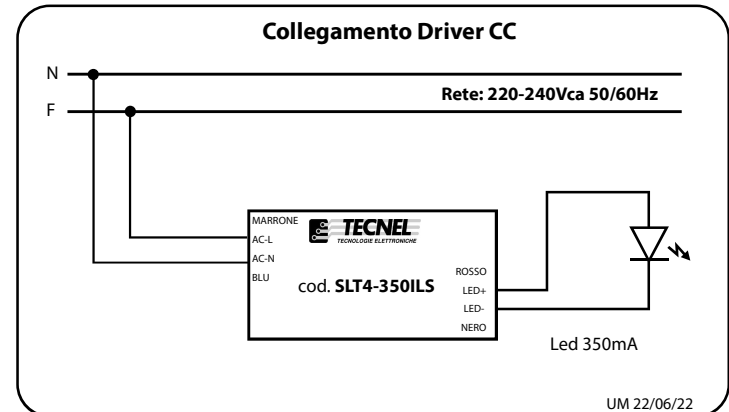 Collegamento Driver CC
N
Rete: 220-240Vca 50/60Hz
F
MARRONE
AC-L
AC-N
BLU
TECNEL
TECNOLOGIE ELETTRONICHE
cod. SLT4-350ILS
ROSSO
LED+
LED-
NERO
Led 350mA
UM 22/06/22